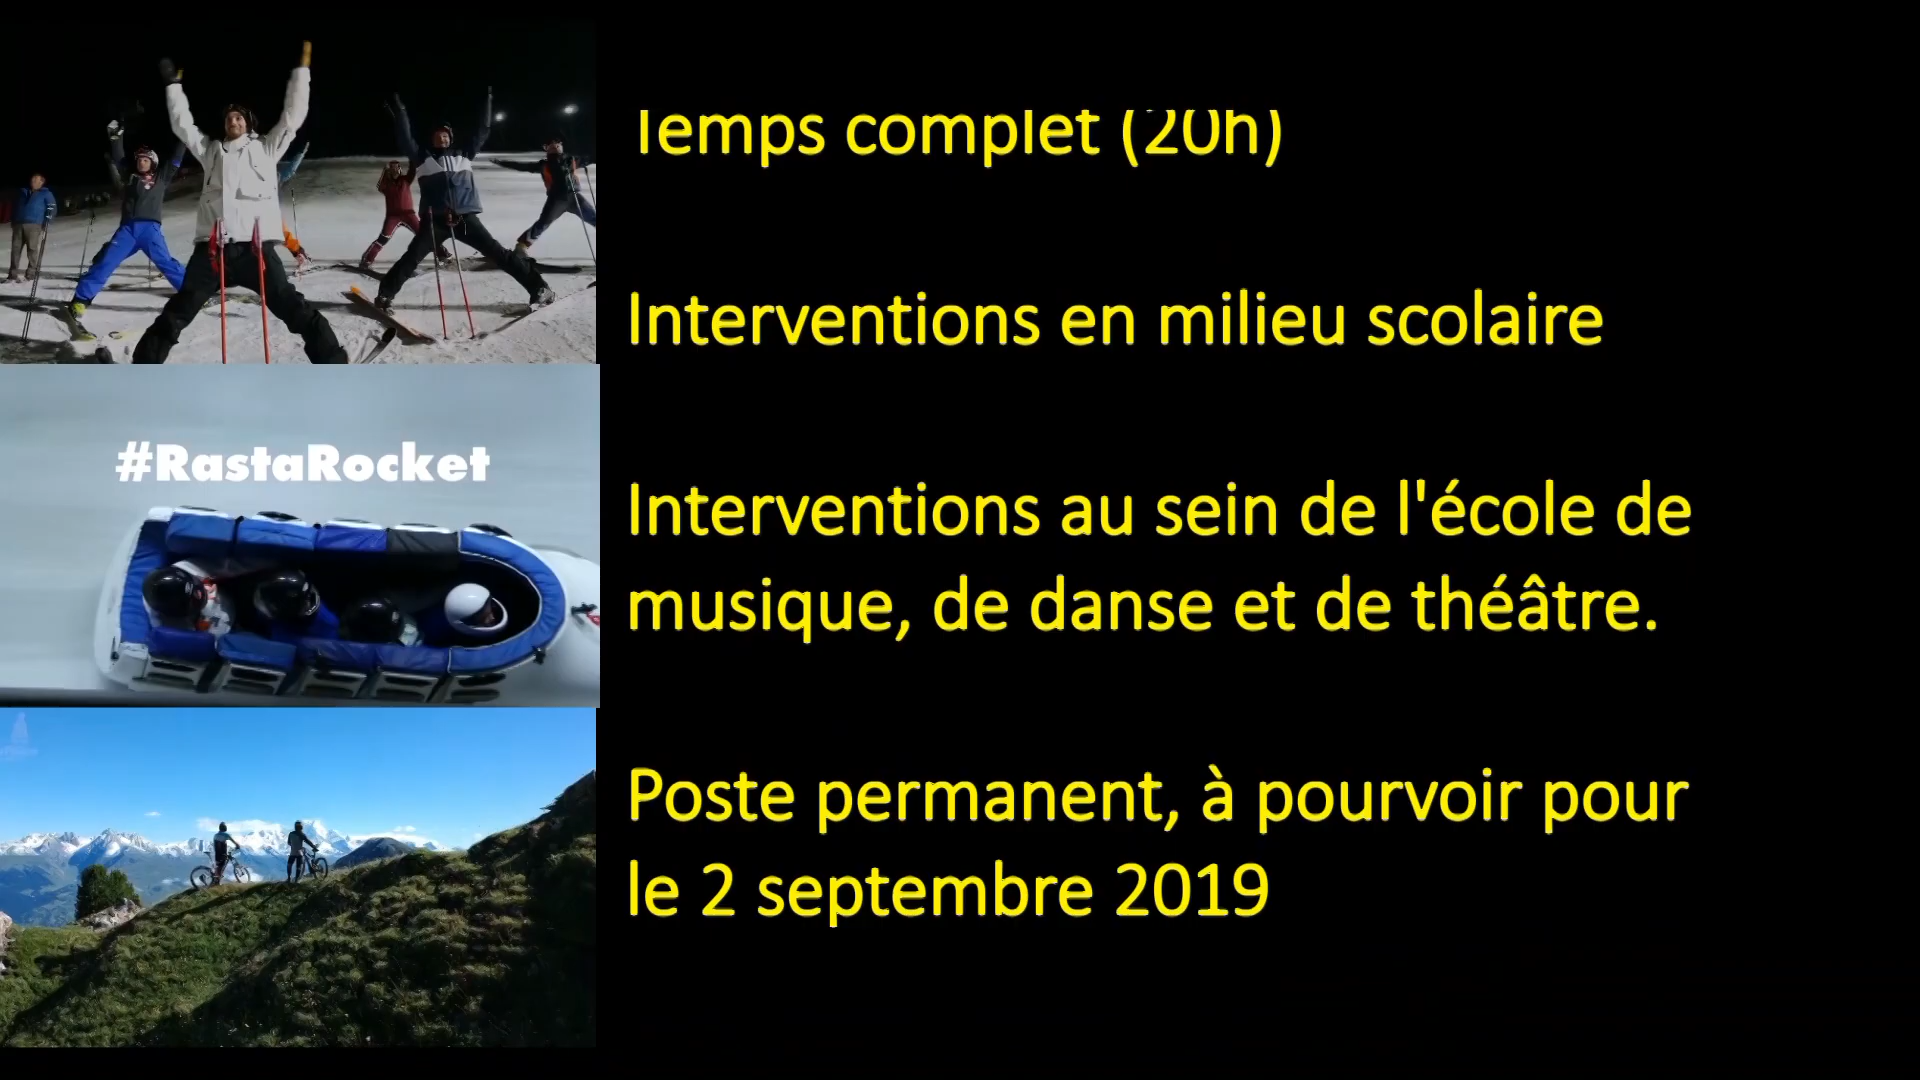 Temps complet (20h)
Interventions en milieu scolaire
#RastaRocket
Interventions au sein de l'école de
musique, de danse et de théâtre.
Poste permanent, à pourvoir pour
le 2 septembre 2019